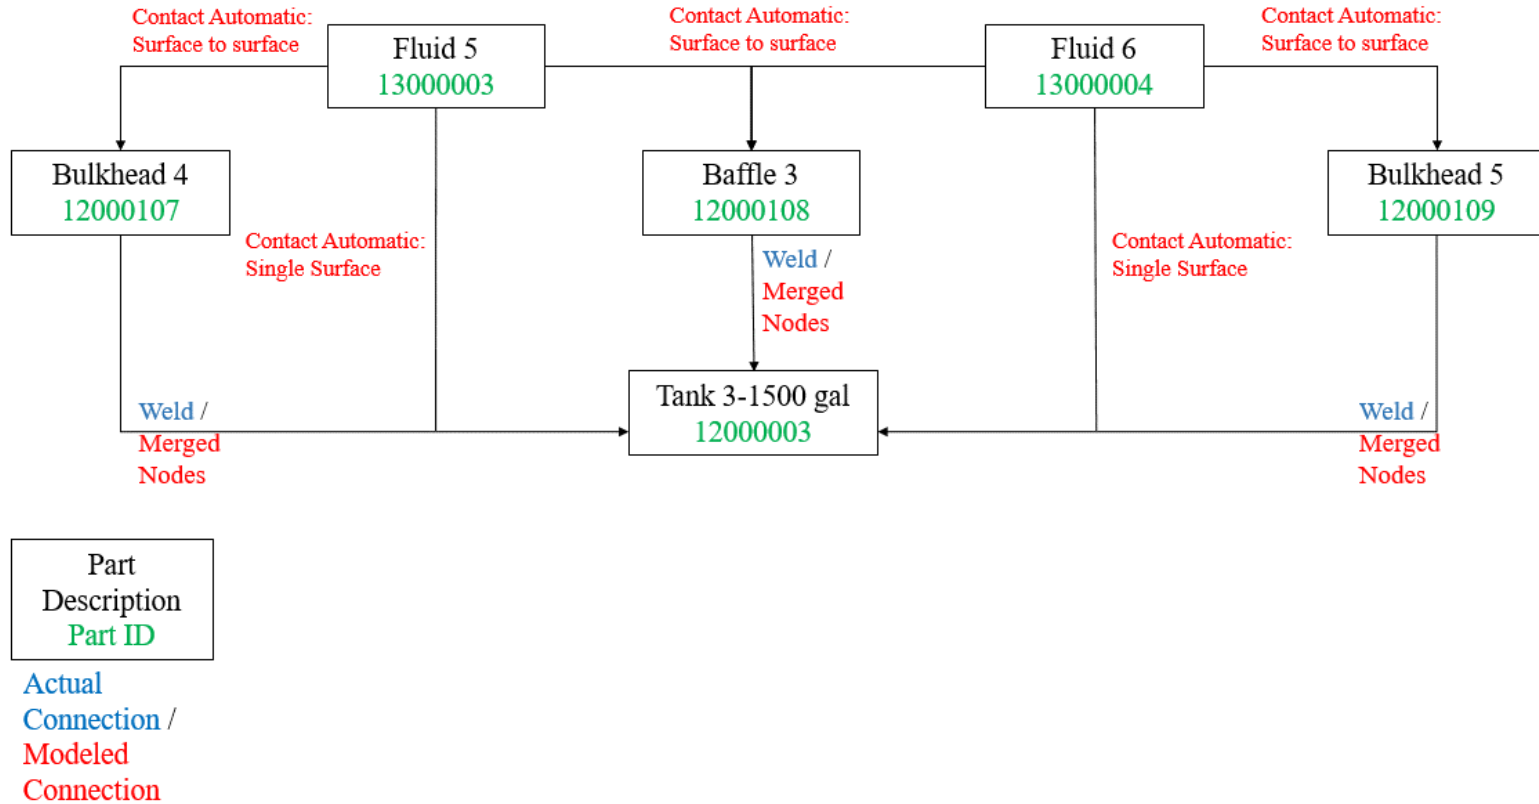 Contact Automatic:
Surface to surface
Contact Automatic:
Surface to surface
Contact Automatic:
Surface to surface
Fluid 5
13000003
Fluid 6
13000004
Bulkhead 4
12000107
Baffle 3
12000108
Bulkhead 5
12000109
Contact Automatic:
Single Surface
Weld /
Merged
Nodes
Contact Automatic:
Single Surface
Tank 3-1500 gal
12000003
Weld /
Merged
Nodes
Weld /
Merged
Nodes
Part
Description
Part ID
Actual
Connection /
Modeled
Connection